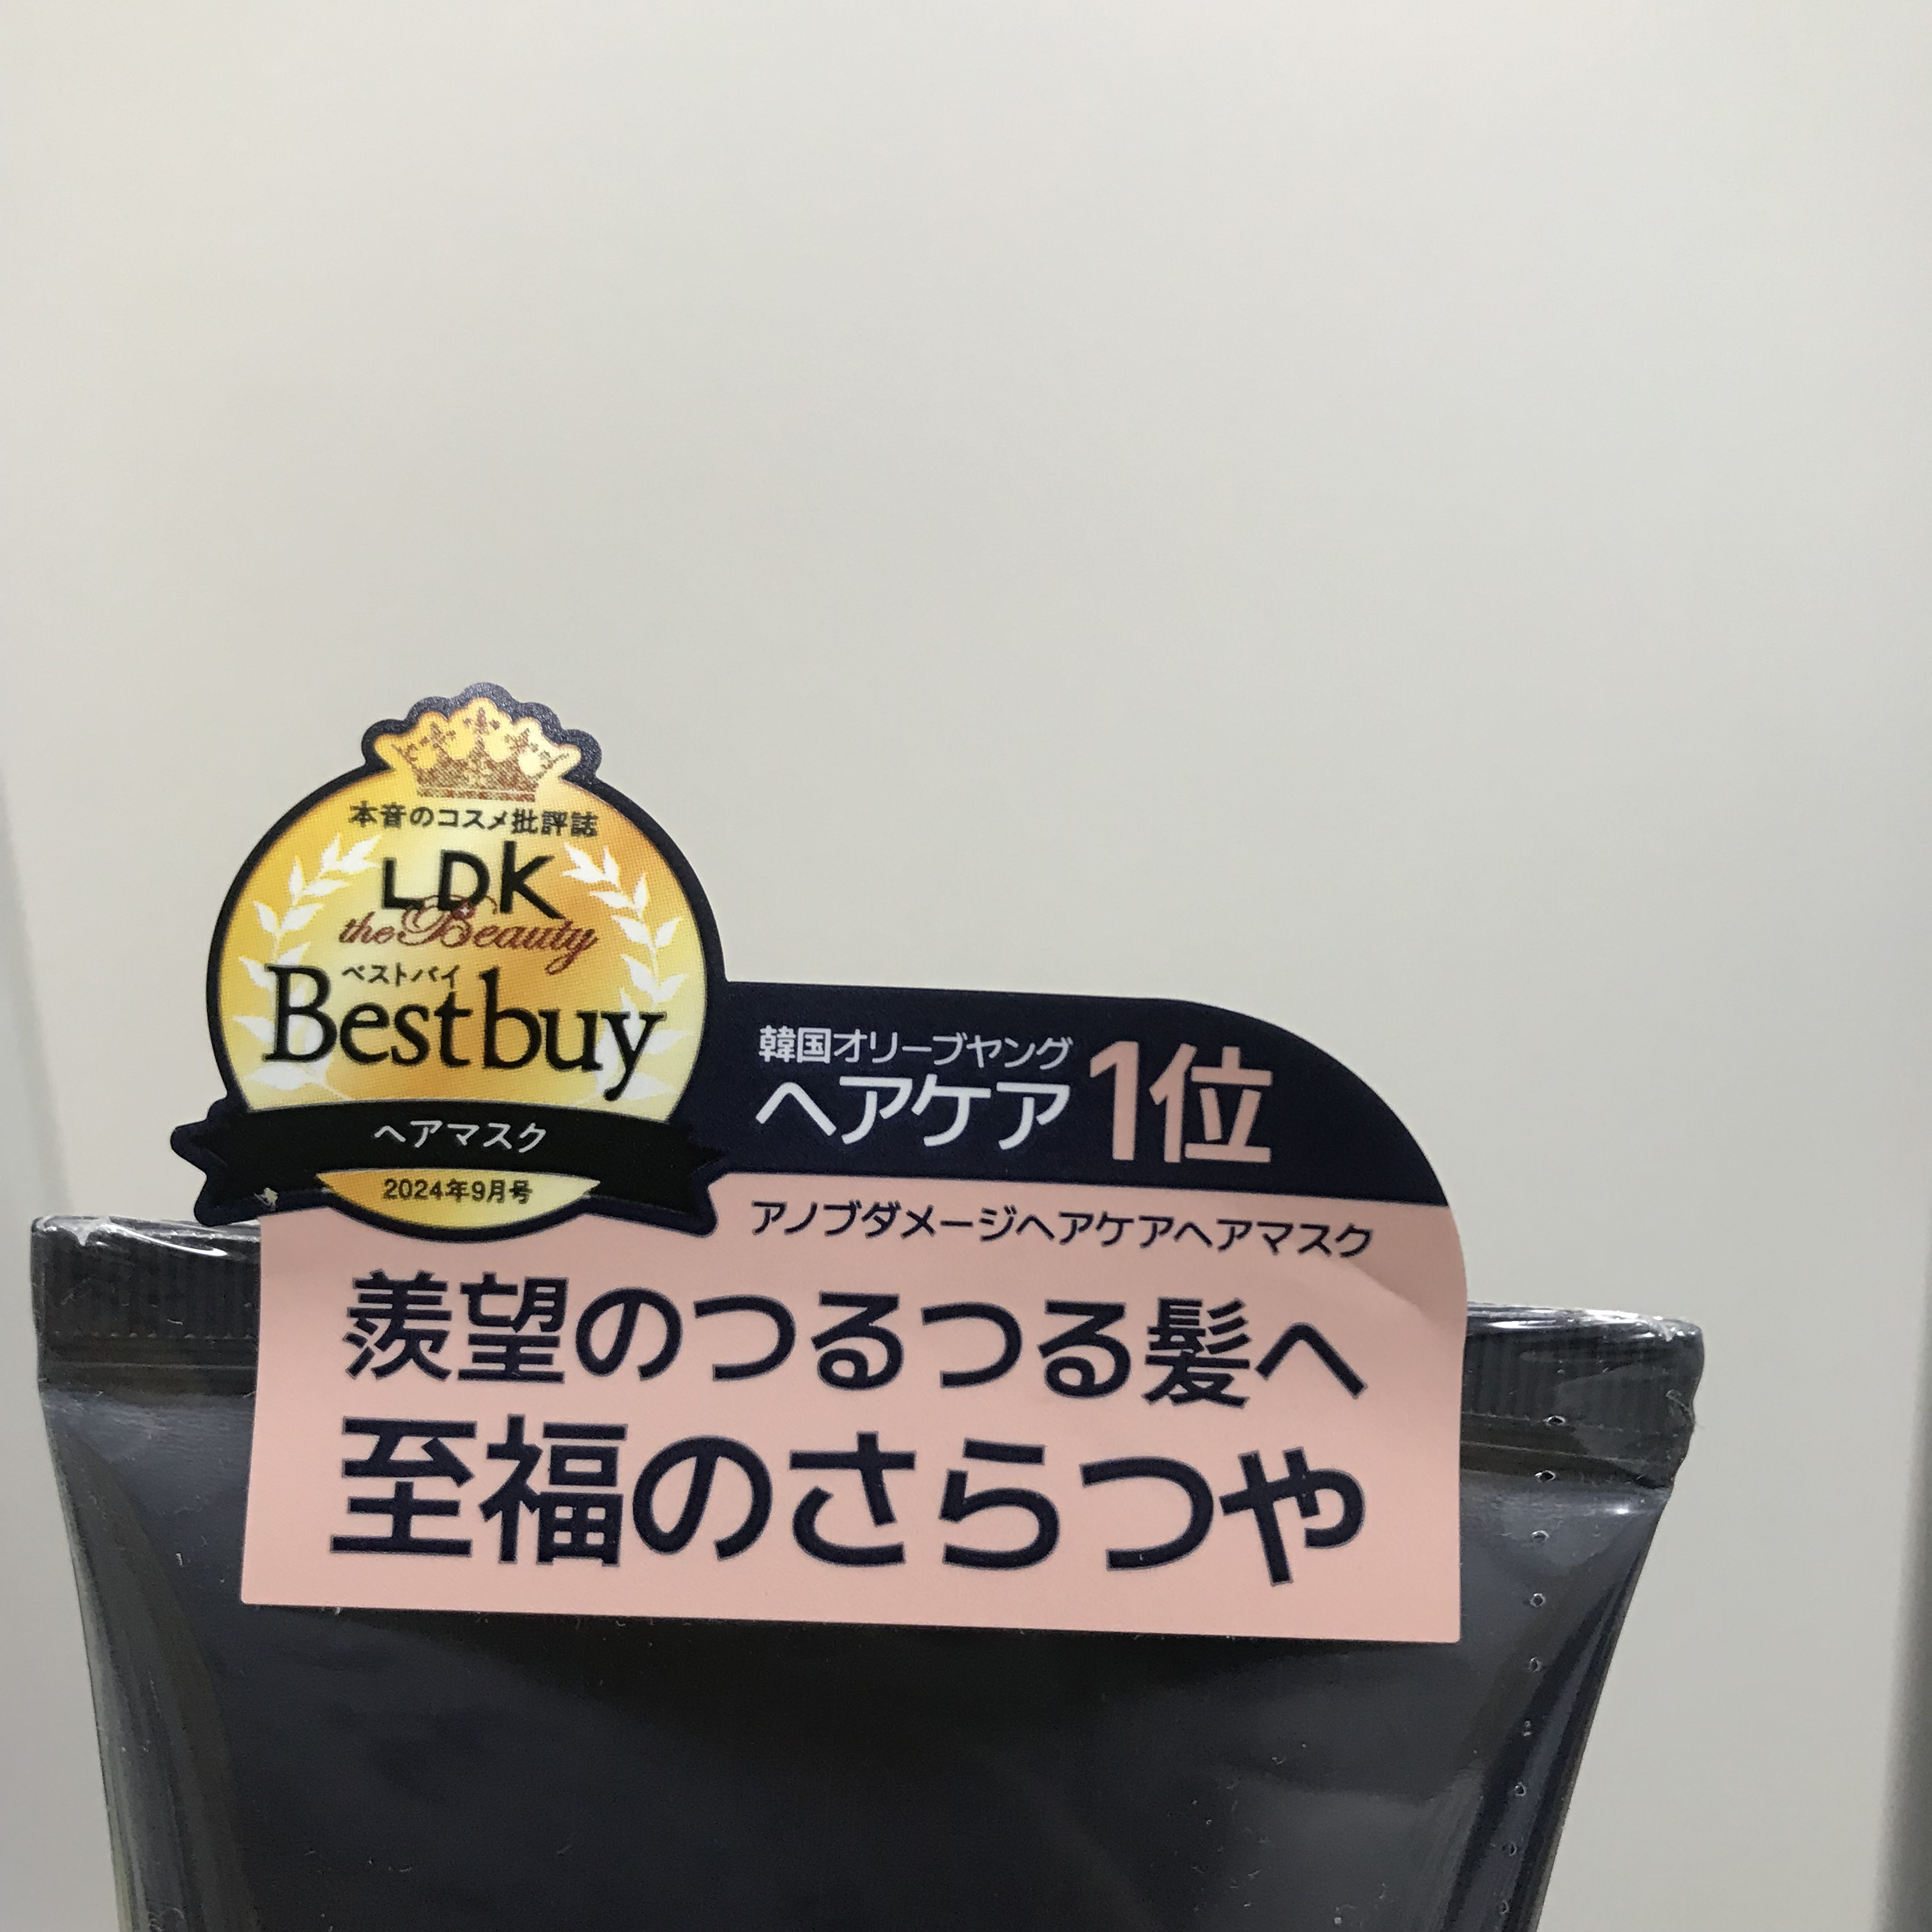 本音のコスメ批評誌
LDK
the Beauty
ベストバイ
Bestbuy
ヘアマスク
2024年9月号
韓国オリーブヤング
ヘアケア1位
アノブダメージヘアケアヘアマスク
羨望のつるつる髪へ
至福のさらつや